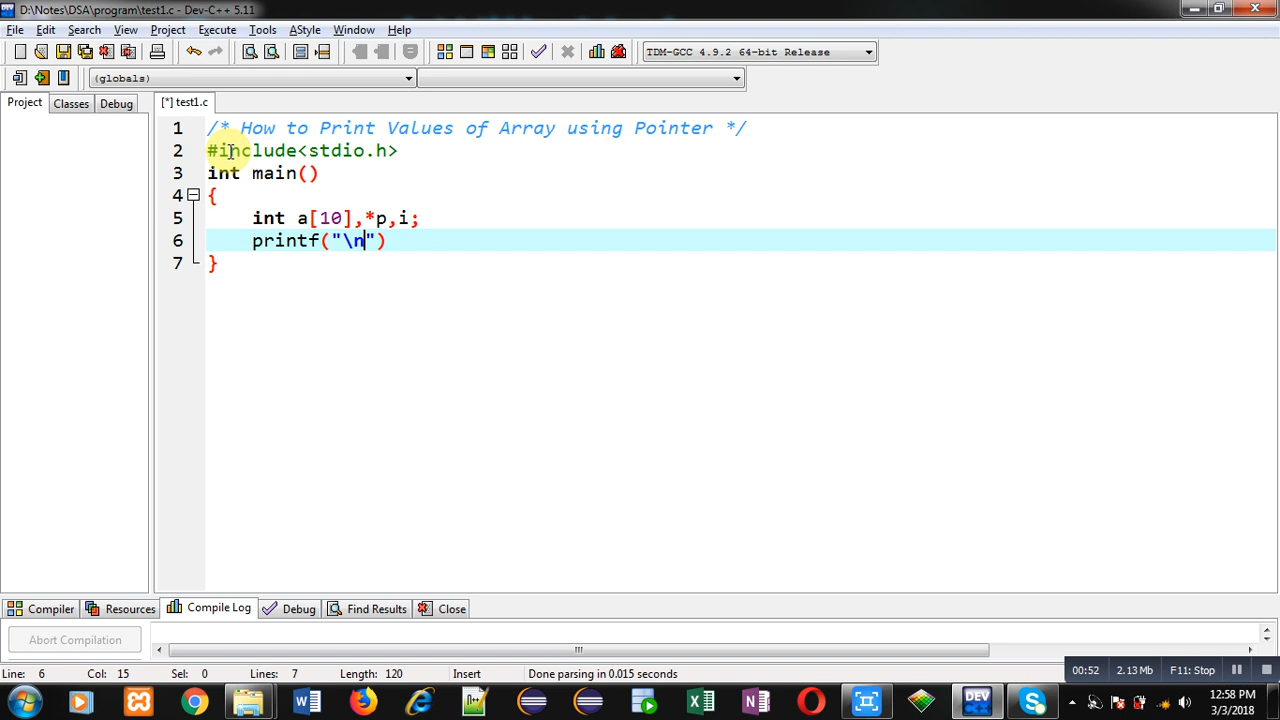 D:\Notes\DSA\program\test1.c - Dev-C++ 5.11
File Edit Search View Project Execute Tools AStyle Window Help
TDM-GCC 4.9.2 64-bit Release
(globals)
Project Classes Debug [*] test1.c
1 /* How to Print Values of Array using Pointer */
2 #include<stdio.h>
3 int main()
4 {
5 int a[10],*p,i;
6 printf("\n")
7 }
Compiler Resources Compile Log Debug Find Results Close
Abort Compilation
Line: 6 Col: 15 Sel: 0 Lines: 7 Length: 120 Insert Done parsing in 0.015 seconds
00:52 2.13 Mb F11: Stop
DEV
12:58 PM
3/3/2018